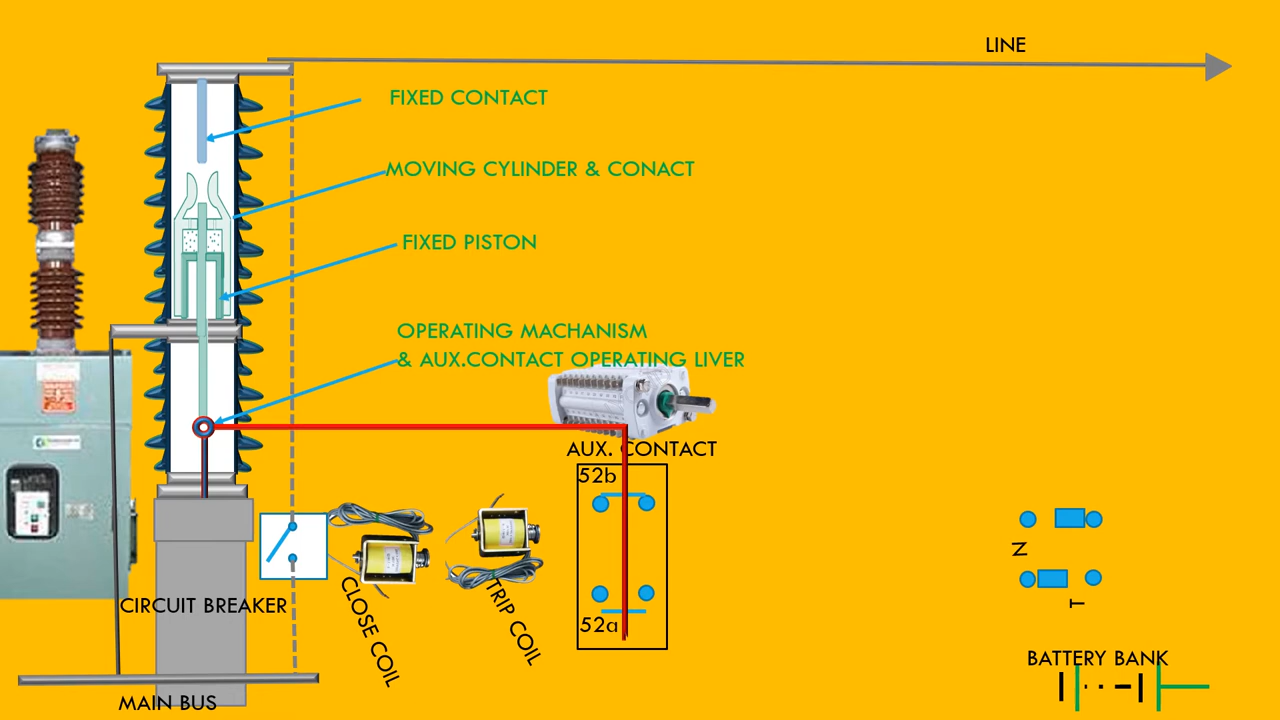 LINE
FIXED CONTACT
MOVING CYLINDER & CONACT
FIXED PISTON
OPERATING MACHANISM
& AUX.CONTACT OPERATING LIVER
AUX. CONTACT
52b
N
CLOSE COIL
TRIP COIL
CIRCUIT BREAKER
T
52a
BATTERY BANK
MAIN BUS